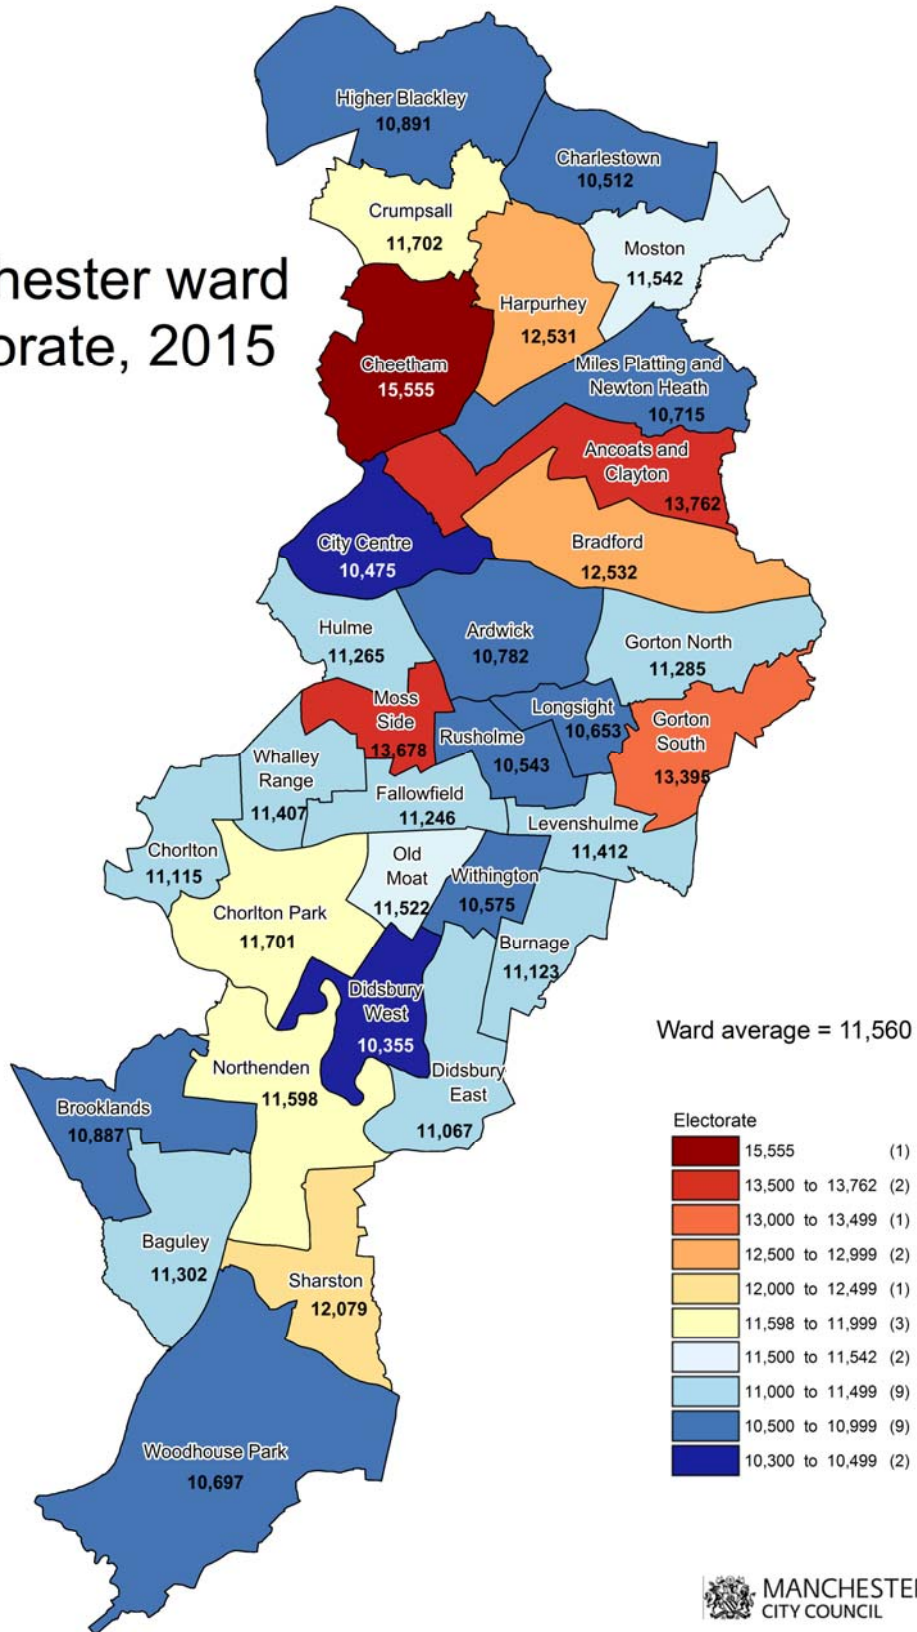 hester ward
orate, 2015
Higher Blackley
10,891
Charlestown
10,512
Crumpsall
11,702
Moston
11,542
Harpurhey
12,531
Cheetham
15,555
Miles Platting and
Newton Heath
10,715
Ancoats and
Clayton
13,762
City Centre
10,475
Bradford
12,532
Hulme
11,265
Ardwick
10,782
Gorton North
11,285
Moss
Side
13,678
Longsight
10,653
Rusholme
10,543
Gorton
South
13,395
Whalley
Range
11,407
Fallowfield
11,246
Levenshulme
11,412
Chorlton
11,115
Old
Moat
11,522
Withington
10,575
Chorlton Park
11,701
Burnage
11,123
Didsbury
West
10,355
Northenden
11,598
Didsbury
East
11,067
Brooklands
10,887
Baguley
11,302
Sharston
12,079
Woodhouse Park
10,697
Ward average = 11,560
Electorate
15,555 (1)
13,500 to 13,762 (2)
13,000 to 13,499 (1)
12,500 to 12,999 (2)
12,000 to 12,499 (1)
11,598 to 11,999 (3)
11,500 to 11,542 (2)
11,000 to 11,499 (9)
10,500 to 10,999 (9)
10,300 to 10,499 (2)
MANCHESTER
CITY COUNCIL